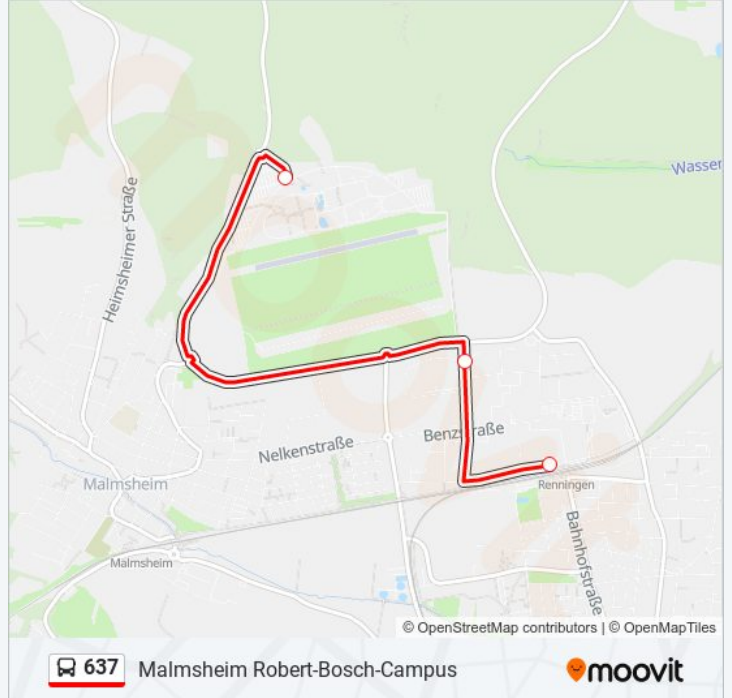 Wasser
Heimsheimer Straße
Benzstraße
Nelkenstraße
Malmsheim
Renningen
Bahnhofstraße
Malmsheim
© OpenStreetMap contributors | © OpenMapTiles
637 Malmsheim Robert-Bosch-Campus
moovit